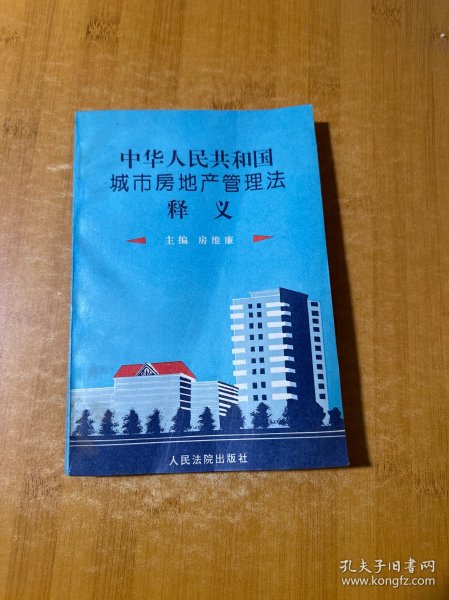 中华人民共和国
城市房地产管理法
释义
主编 房维廉
人民法院出版社
孔夫子旧书网
www.kongfz.com